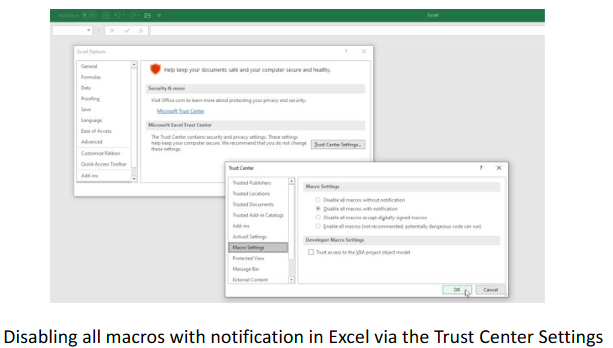 AutoSave
Excel
Excel Options
General
Formulas
Data
Proofing
Save
Language
Ease of Access
Advanced
Customize Ribbon
Quick Access Toolbar
Add-ins
Help keep your documents safe and your computer secure and healthy.
Security & more
Visit Office.com to learn more about protecting your privacy and security.
Microsoft Trust Center
Microsoft Excel Trust Center
The Trust Center contains security and privacy settings. These settings
help keep your computer secure. We recommend that you do not change
these settings.
Trust Center Settings...
Trust Center
Trusted Publishers
Trusted Locations
Trusted Documents
Trusted Add-in Catalogs
Add-ins
ActiveX Settings
Macro Settings
Protected View
Message Bar
External Content
Macro Settings
Disable all macros without notification
Disable all macros with notification
Disable all macros except digitally signed macros
Enable all macros (not recommended; potentially dangerous code can run)
Developer Macro Settings
Trust access to the VBA project object model
OK
Cancel
Disabling all macros with notification in Excel via the Trust Center Settings